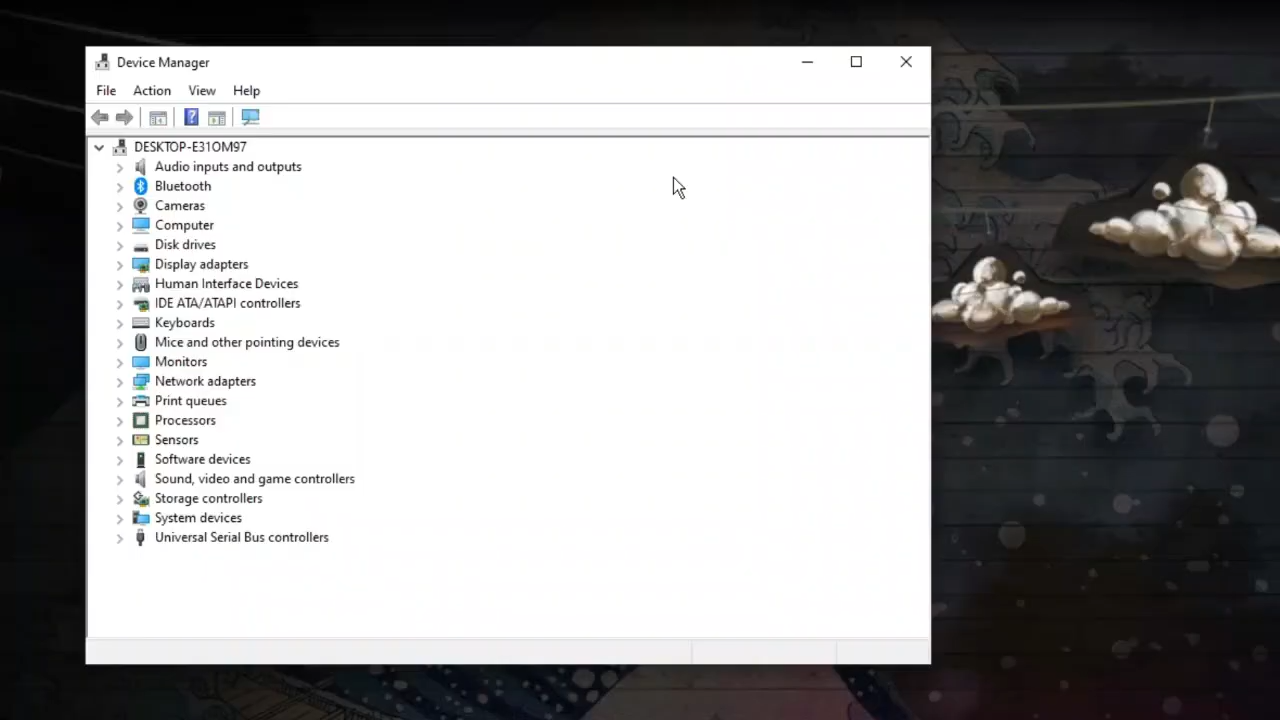 Device Manager
File Action View Help
DESKTOP-E31OM97
Audio inputs and outputs
Bluetooth
Cameras
Computer
Disk drives
Display adapters
Human Interface Devices
IDE ATA/ATAPI controllers
Keyboards
Mice and other pointing devices
Monitors
Network adapters
Print queues
Processors
Sensors
Software devices
Sound, video and game controllers
Storage controllers
System devices
Universal Serial Bus controllers